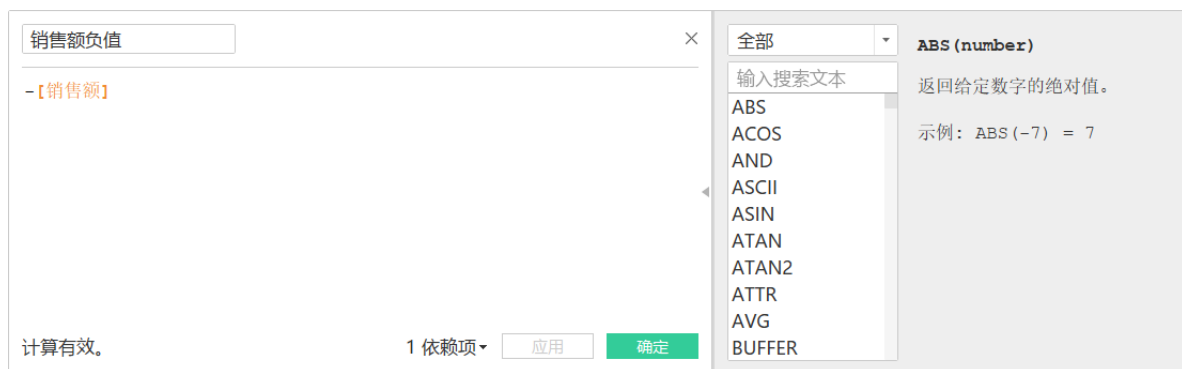 销售额负值
-[销售额]
计算有效。
1 依赖项
应用
确定
全部
输入搜索文本
ABS
ACOS
AND
ASCII
ASIN
ATAN
ATAN2
ATTR
AVG
BUFFER
ABS(number)
返回给定数字的绝对值。
示例: ABS(-7) = 7